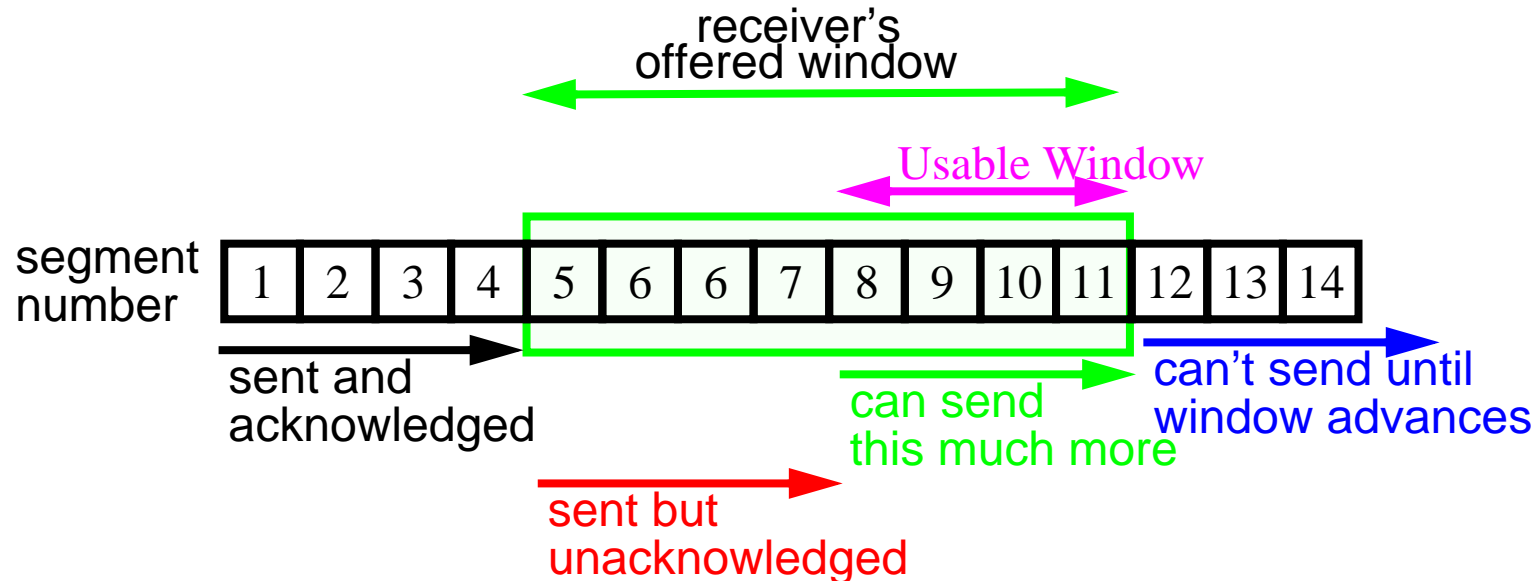 receiver's
offered window
Usable Window
segment
number
1 2 3 4 5 6 6 7 8 9 10 11 12 13 14
sent and
acknowledged
can send
this much more
can't send until
window advances
sent but
unacknowledged